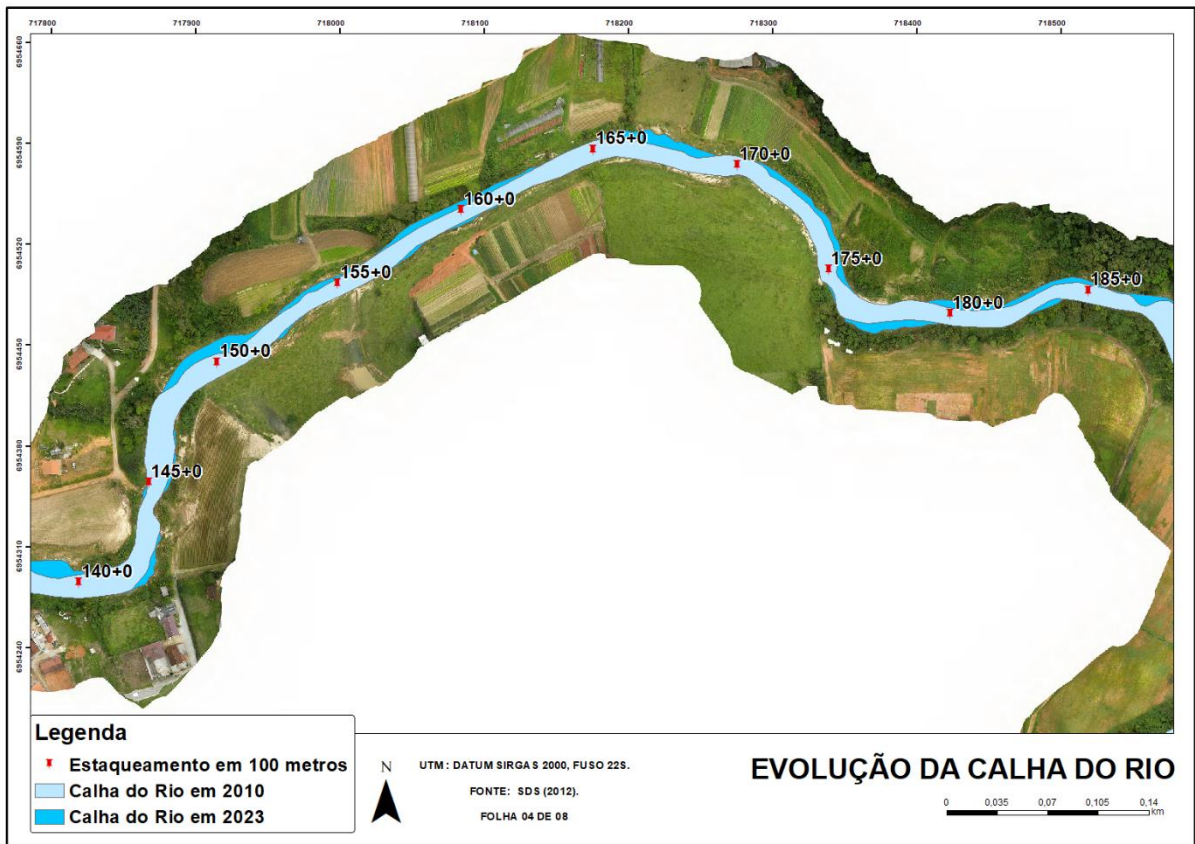 717800 717900 718000 718100 718200 718300 718400 718500
6954660
6954590
6954520
6954450
6954380
6954310
6954240
165+0
170+0
160+0
155+0
175+0
185+0
180+0
150+0
145+0
140+0
Legenda
Estaqueamento em 100 metros
Calha do Rio em 2010
Calha do Rio em 2023
N
UTM : DATUM SIRGAS 2000, FUSO 22S.
FONTE: SDS (2012).
FOLHA 04 DE 08
EVOLUÇÃO DA CALHA DO RIO
0 0,035 0,07 0,105 0,14
km